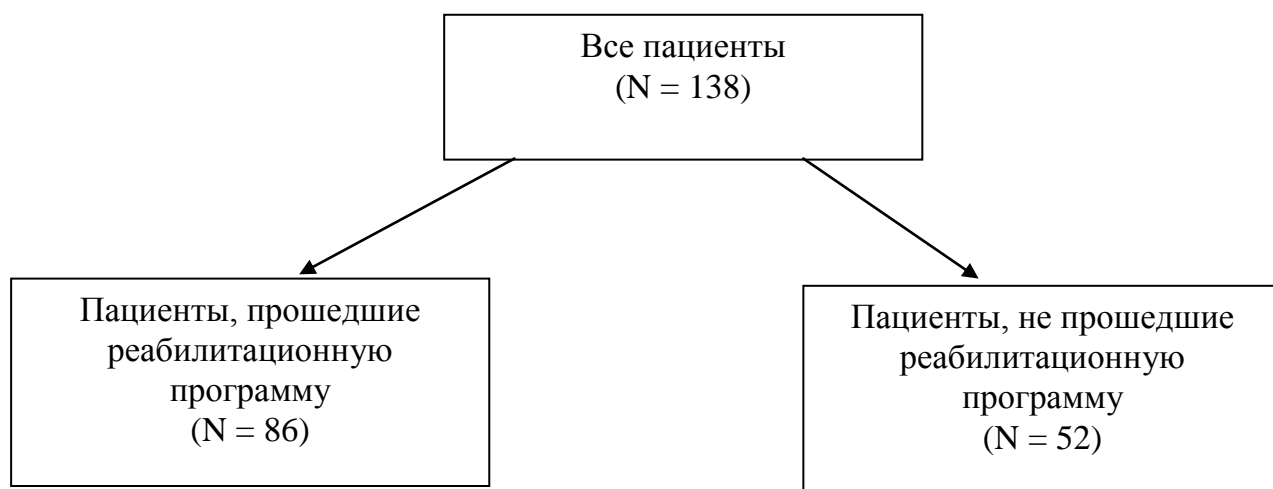 Все пациенты
(N = 138)
Пациенты, прошедшие
реабилитационную
программу
(N = 86)
Пациенты, не прошедшие
реабилитационную
программу
(N = 52)